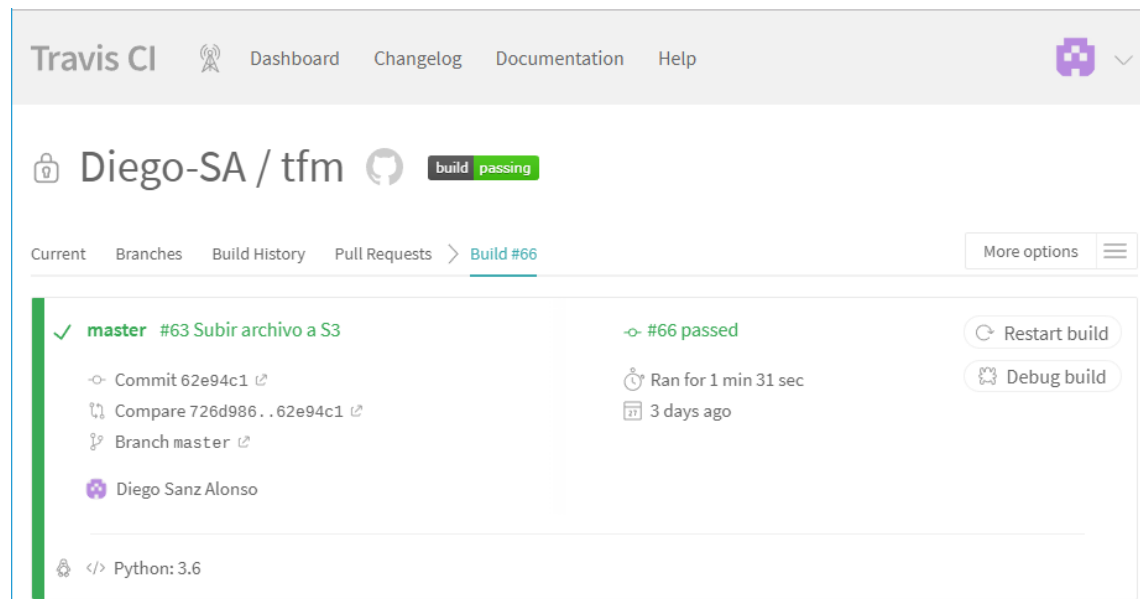 Travis CI Dashboard Changelog Documentation Help
Diego-SA / tfm build passing
Current Branches Build History Pull Requests Build #66 More options
master #63 Subir archivo a S3 #66 passed Restart build
Commit 62e94c1 Ran for 1 min 31 sec Debug build
Compare 726d986..62e94c1 3 days ago
Branch master
Diego Sanz Alonso
</> Python: 3.6